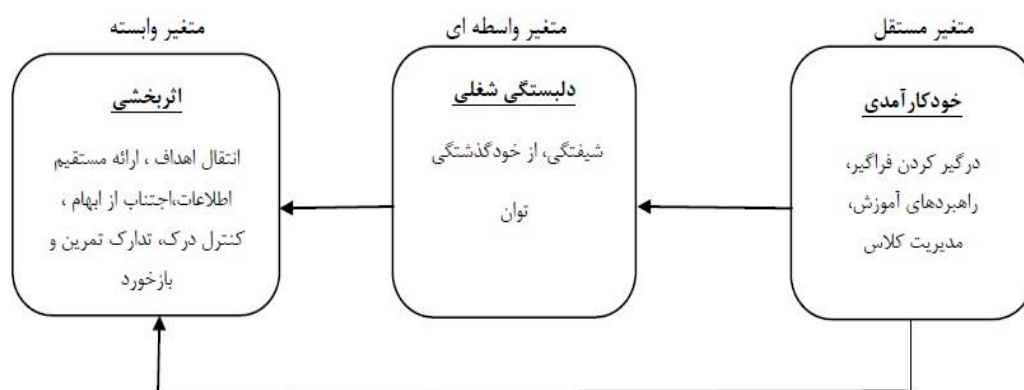 متغیر مستقل
متغیر واسطه ای
متغیر وابسته
خودکارآمدی
درگیر کردن فراگیر،
راهبردهای آموزش،
مدیریت کلاس
دلبستگی شغلی
شیفتگی، از خودگذشتگی
توان
اثربخشی
انتقال اهداف ، ارائه مستقیم
اطلاعات،اجتناب از ابهام ،
کنترل درک، تدارک تمرین و
بازخورد